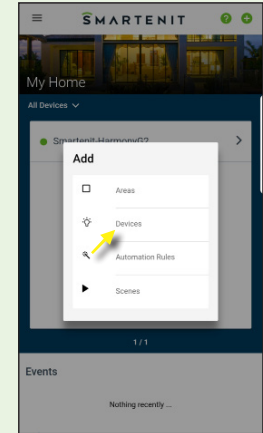 SMARTENIT
My Home
All Devices
Smartenit-HarmonyG2
Add
Areas
Devices
Automation Rules
Scenes
1 / 1
Events
Nothing recently ...